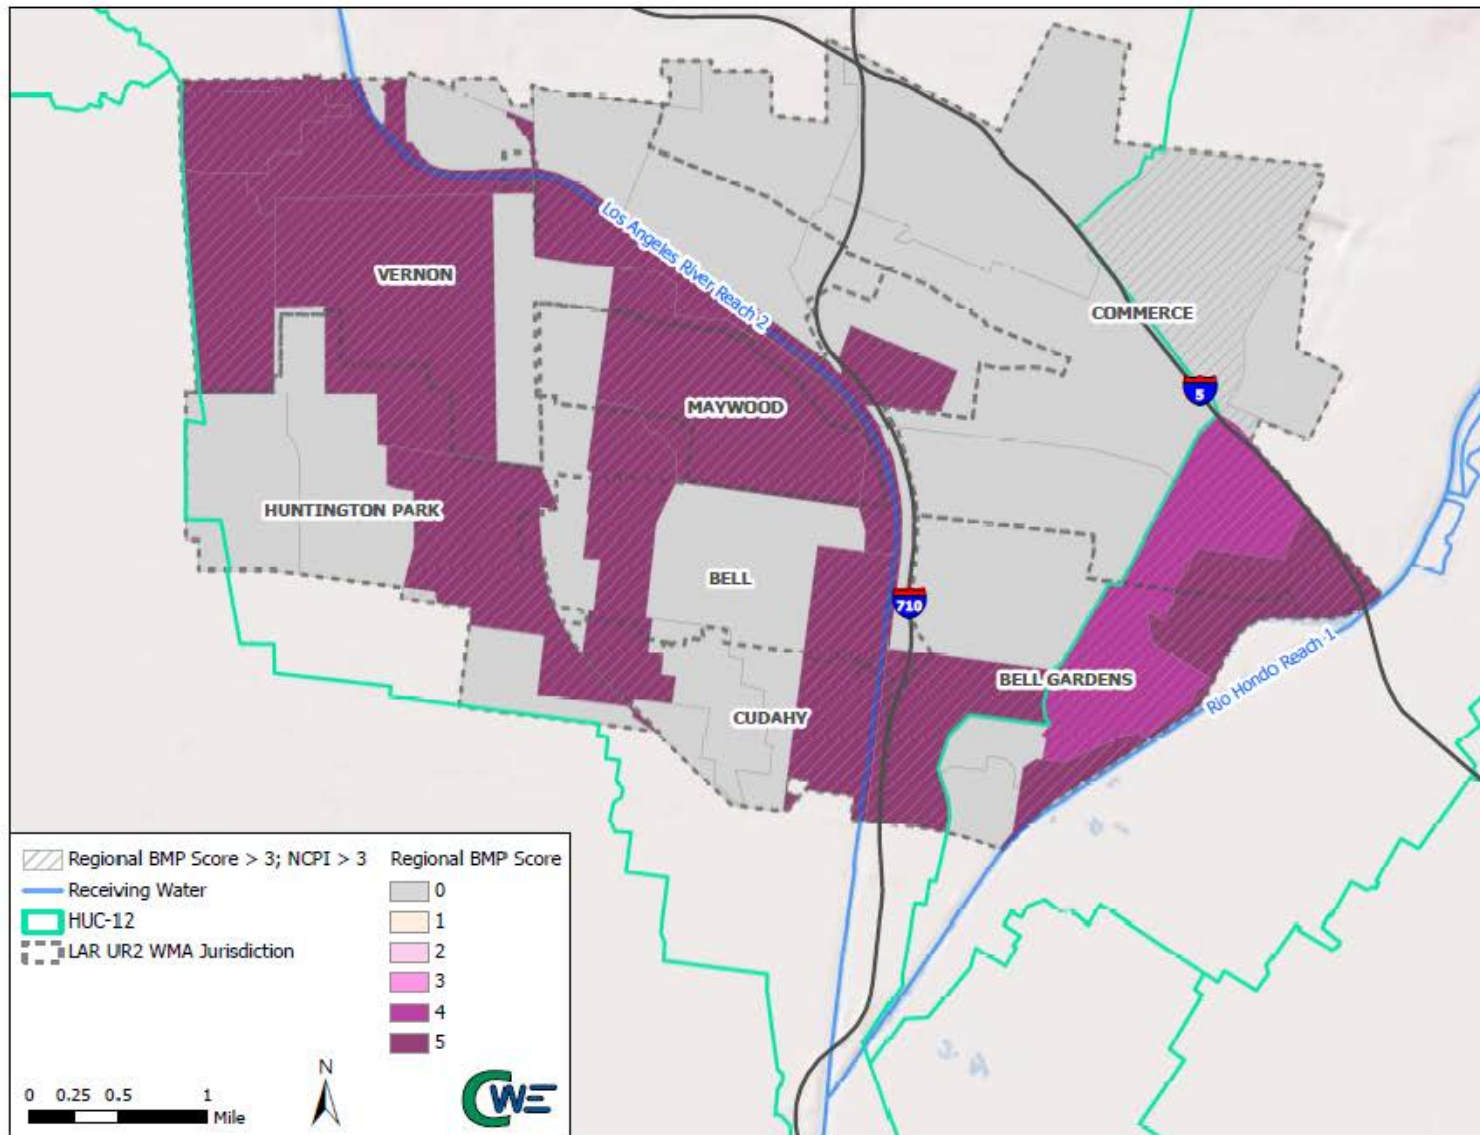 Los Angeles River Reach 2
VERNON
COMMERCE
5
MAYWOOD
HUNTINGTON PARK
BELL
710
BELL GARDENS
Rio Hondo Reach 1
CUDAHY
Regional BMP Score > 3; NCPI > 3
Receiving Water
HUC-12
LAR UR2 WMA Jurisdiction
Regional BMP Score
0
1
2
3
4
5
N
0 0.25 0.5 1
Mile
CWE